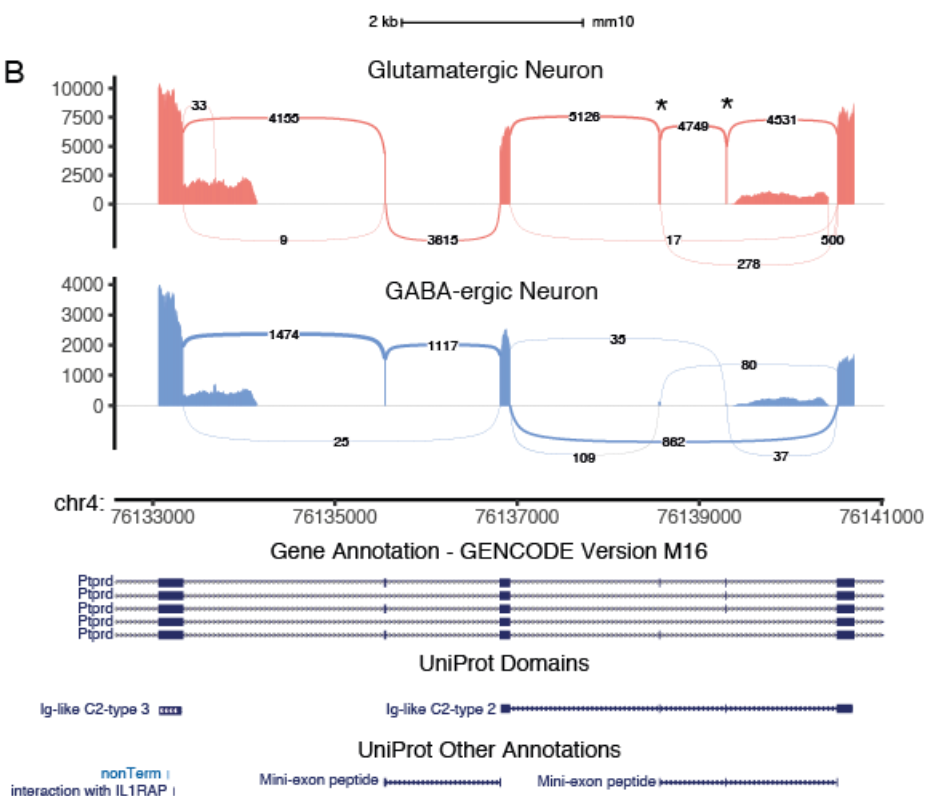 2 kb mm10
B
Glutamatergic Neuron
10000
7500
5000
2500
0
33
4155
5126
*
4749
*
4531
9
3615
17
500
278
GABA-ergic Neuron
4000
3000
2000
1000
0
1474
1117
35
80
25
109
862
37
chr4:
76133000 76135000 76137000 76139000 76141000
Gene Annotation - GENCODE Version M16
Ptprd
Ptprd
Ptprd
Ptprd
Ptprd
UniProt Domains
Ig-like C2-type 3 Ig-like C2-type 2
UniProt Other Annotations
nonTerm
Mini-exon peptide Mini-exon peptide
interaction with IL1RAP